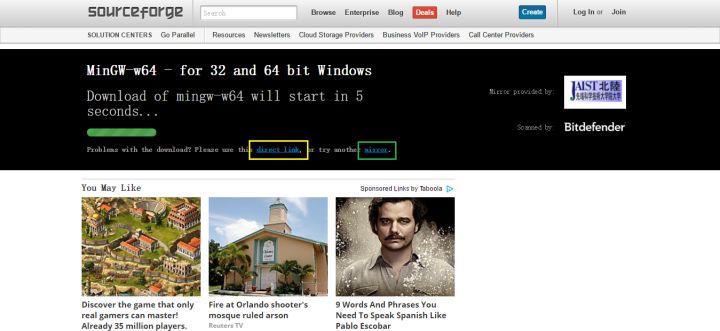 sourceforge
Search
Browse Enterprise Blog Deals Help
Create
Log In or Join
SOLUTION CENTERS Go Parallel Resources Newsletters Cloud Storage Providers Business VoIP Providers Call Center Providers
MinGW-w64 - for 32 and 64 bit Windows
Download of mingw-w64 will start in 5
seconds...
Problems with the download? Please use this direct link, or try another mirror.
Mirror provided by:
JAIST 北陸
Scanned by
Bitdefender
You May Like
Sponsored Links by Taboola
Discover the game that only
real gamers can master!
Already 35 million players.
Fire at Orlando shooter's
mosque ruled arson
Reuters TV
9 Words And Phrases You
Need To Speak Spanish Like
Pablo Escobar